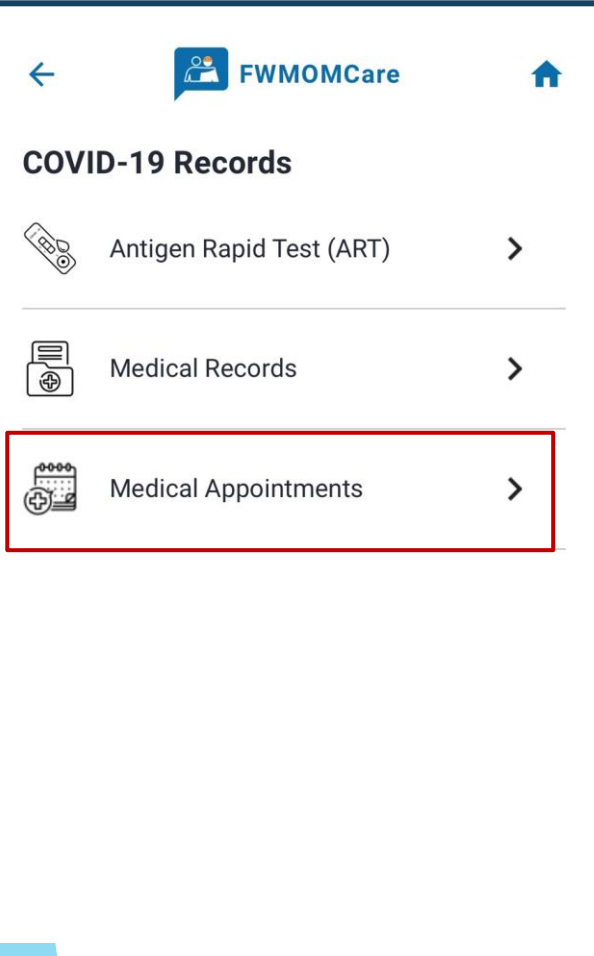 FWMOMCare
COVID-19 Records
Antigen Rapid Test (ART)
Medical Records
Medical Appointments